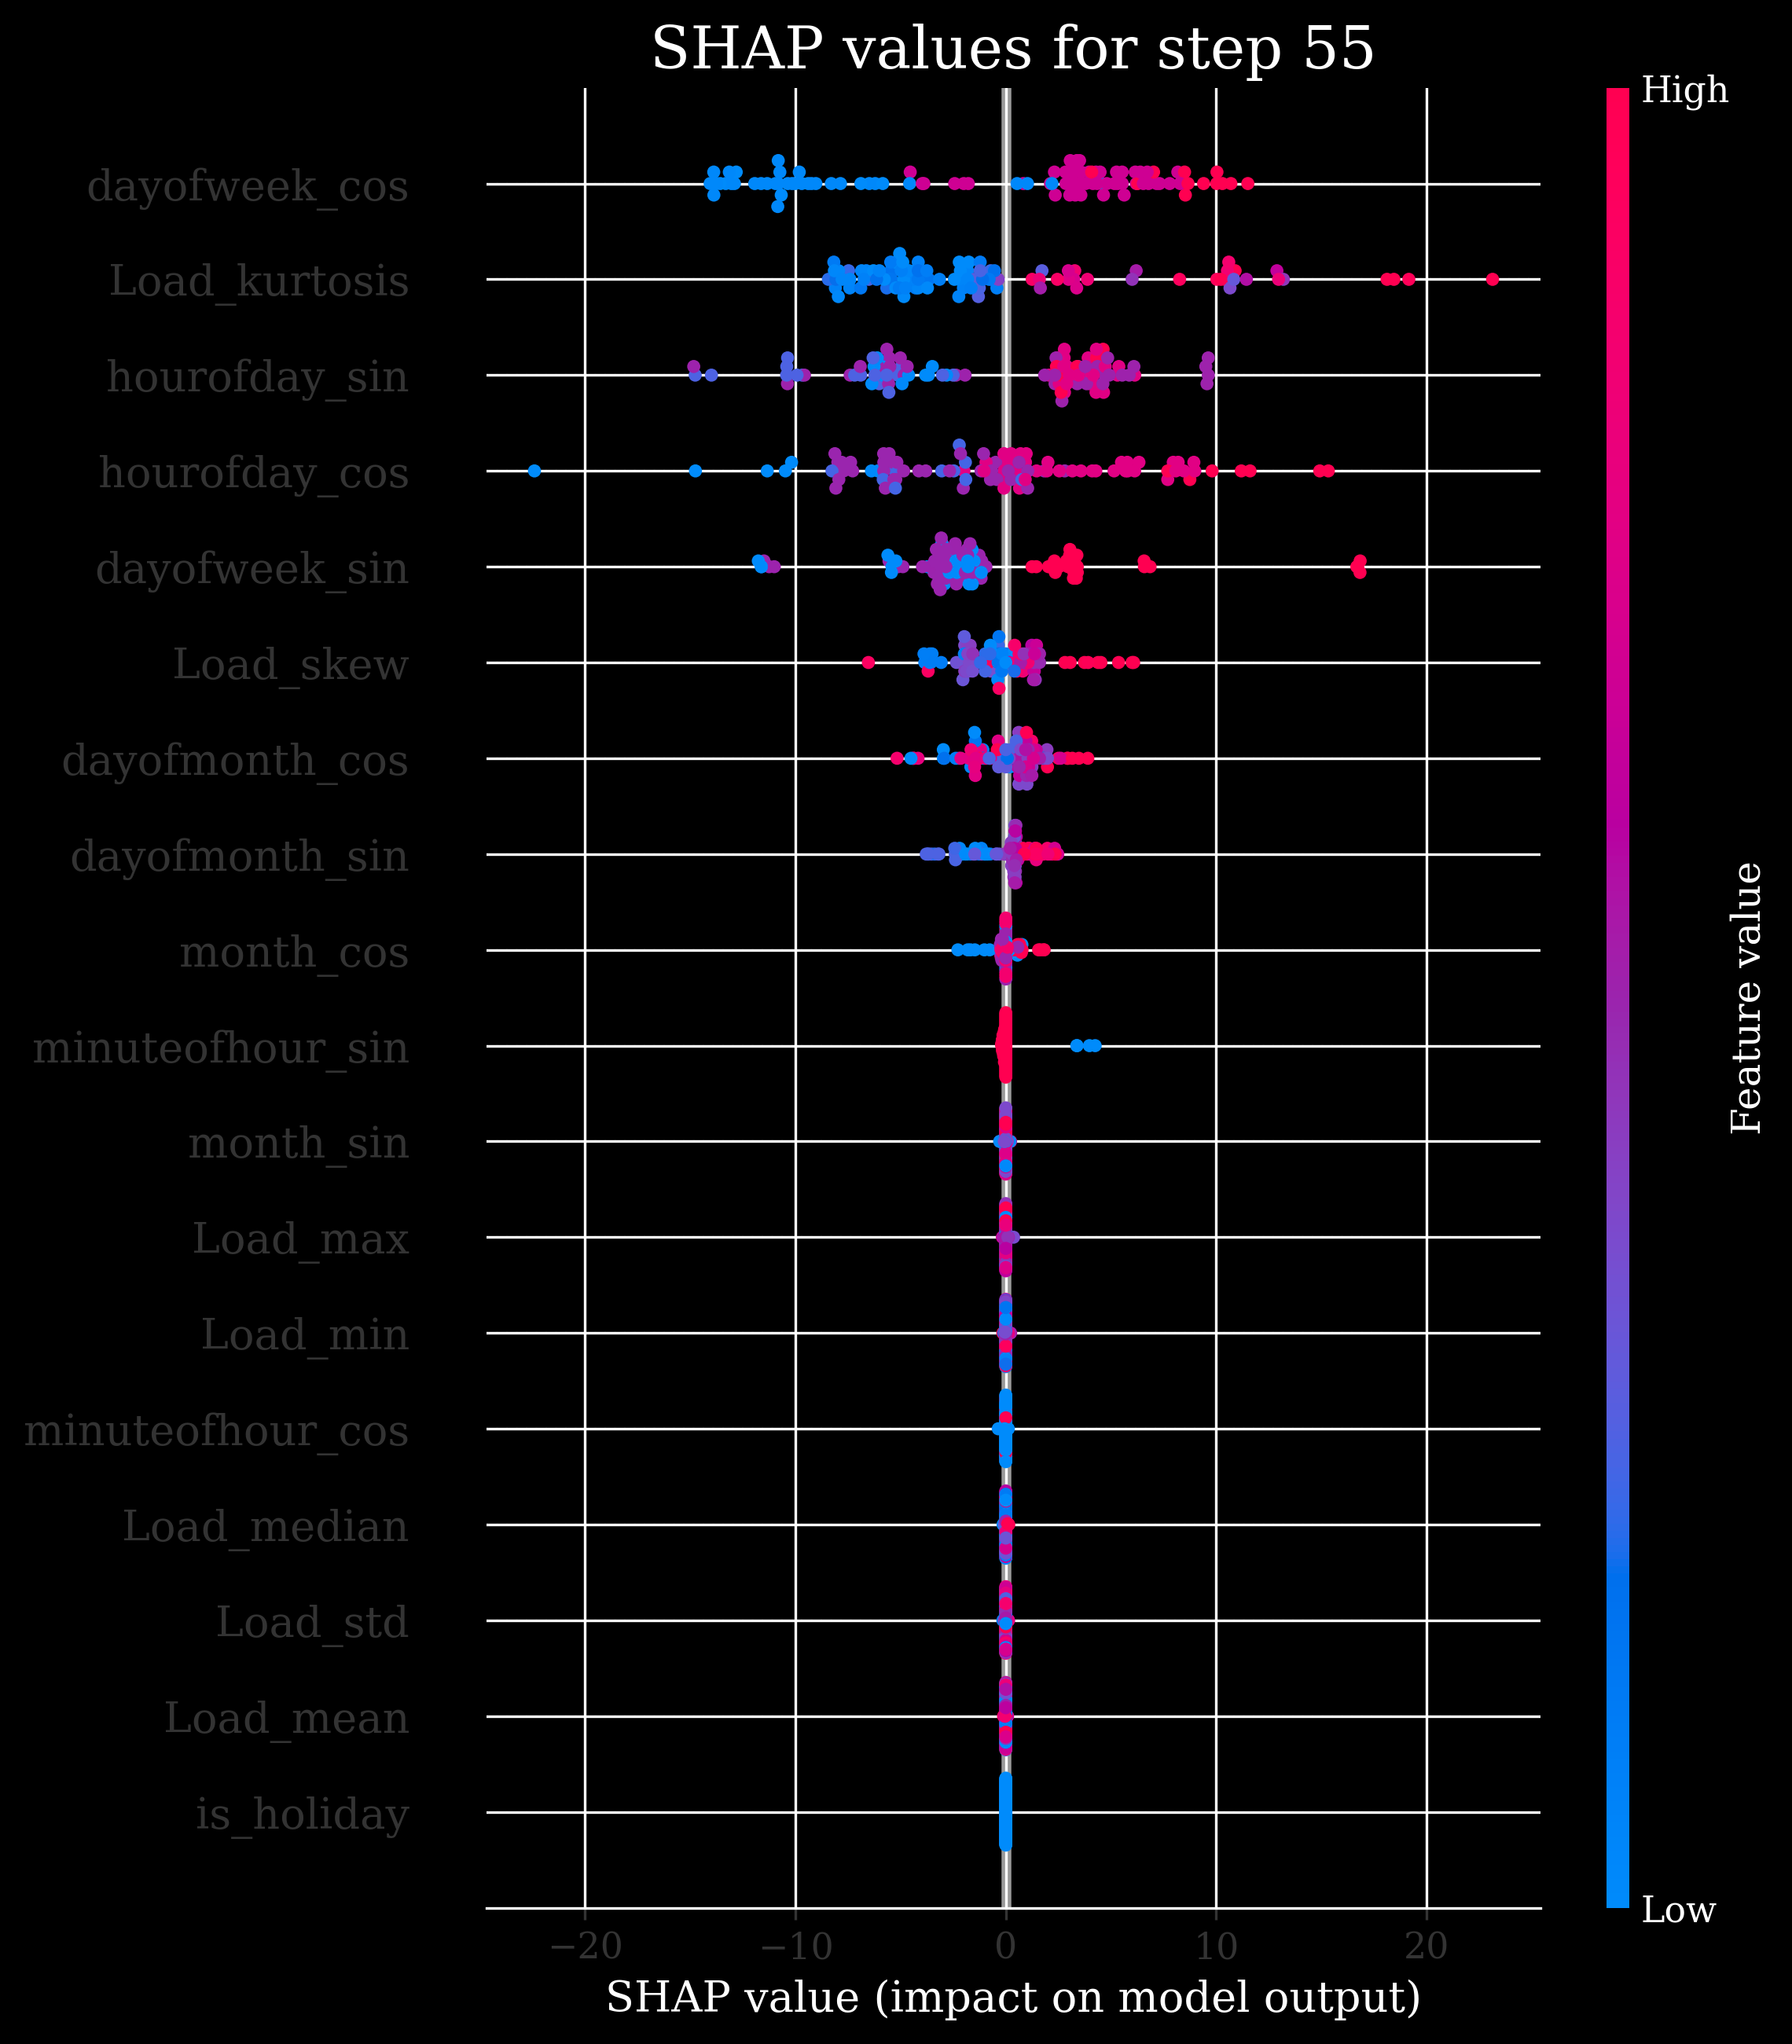 SHAP values for step 55
High
dayofweek_cos
Load_kurtosis
hourofday_sin
hourofday_cos
dayofweek_sin
Load_skew
dayofmonth_cos
dayofmonth_sin
month_cos
minuteofhour_sin
month_sin
Load_max
Load_min
minuteofhour_cos
Load_median
Load_std
Load_mean
is_holiday
Feature value
Low
−20 −10 0 10 20
SHAP value (impact on model output)